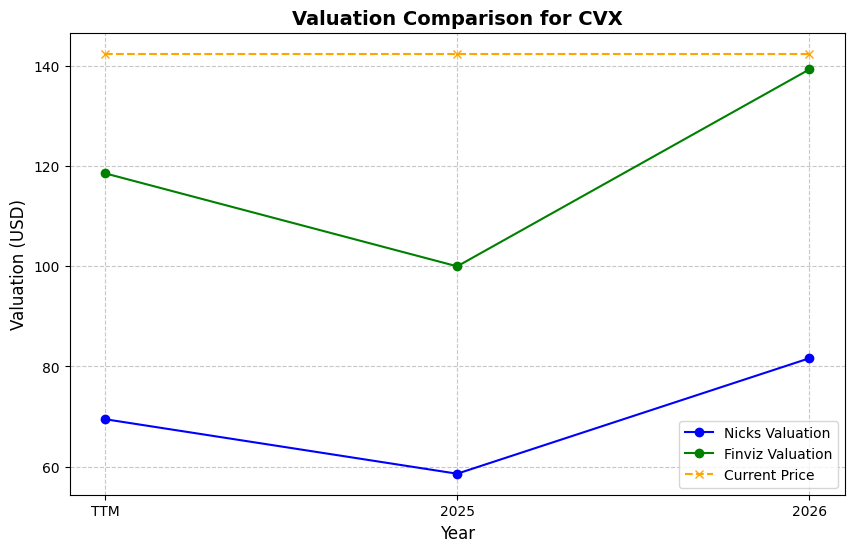 Valuation Comparison for CVX
Valuation (USD)
140
120
100
80
60
TTM
2025
2026
Year
Nicks Valuation
Finviz Valuation
Current Price